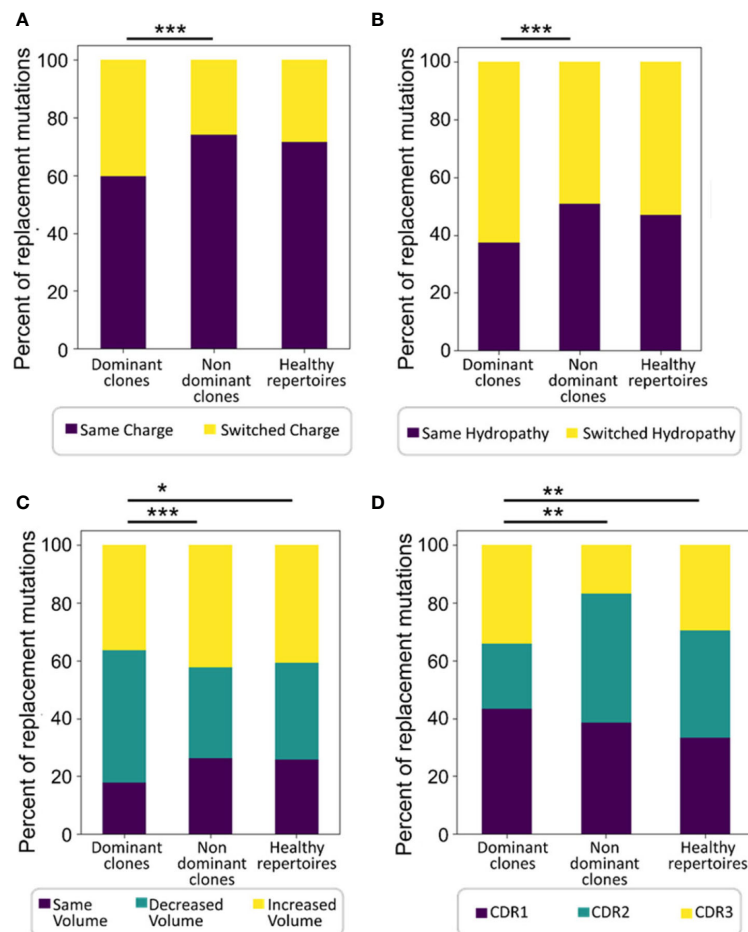 A
***
Percent of replacement mutations
100
80
60
40
20
0
Dominant clones
Non dominant clones
Healthy repertoires
Same Charge Switched Charge
B
***
Percent of replacement mutations
100
80
60
40
20
0
Dominant clones
Non dominant clones
Healthy repertoires
Same Hydropathy Switched Hydropathy
C
*
***
Percent of replacement mutations
100
80
60
40
20
0
Dominant clones
Non dominant clones
Healthy repertoires
Same Volume
Decreased Volume
Increased Volume
D
**
**
Percent of replacement mutations
100
80
60
40
20
0
Dominant clones
Non dominant clones
Healthy repertoires
CDR1 CDR2 CDR3